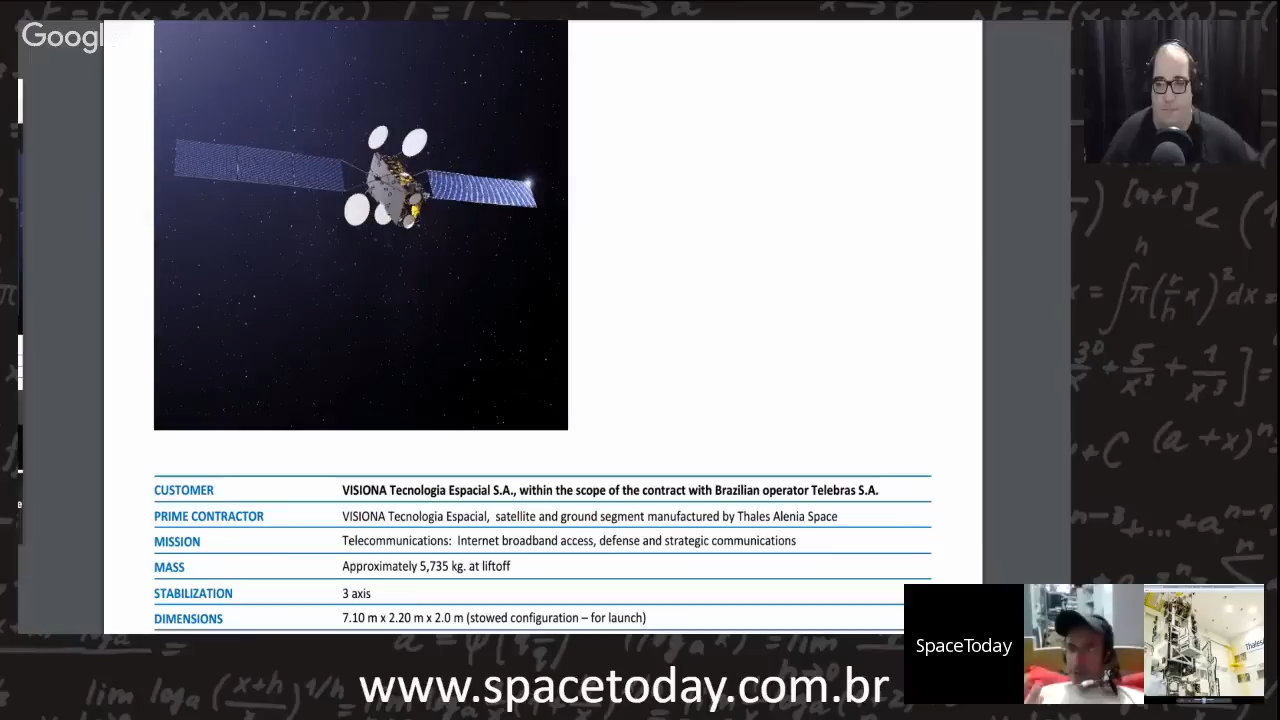 Google
CUSTOMER VISIONA Tecnologia Espacial S.A., within the scope of the contract with Brazilian operator Telebras S.A.
PRIME CONTRACTOR VISIONA Tecnologia Espacial, satellite and ground segment manufactured by Thales Alenia Space
MISSION Telecommunications: Internet broadband access, defense and strategic communications
MASS Approximately 5,735 kg. at liftoff
STABILIZATION 3 axis
DIMENSIONS 7.10 m x 2.20 m x 2.0 m (stowed configuration – for launch)
SpaceToday
www.spacetoday.com.br